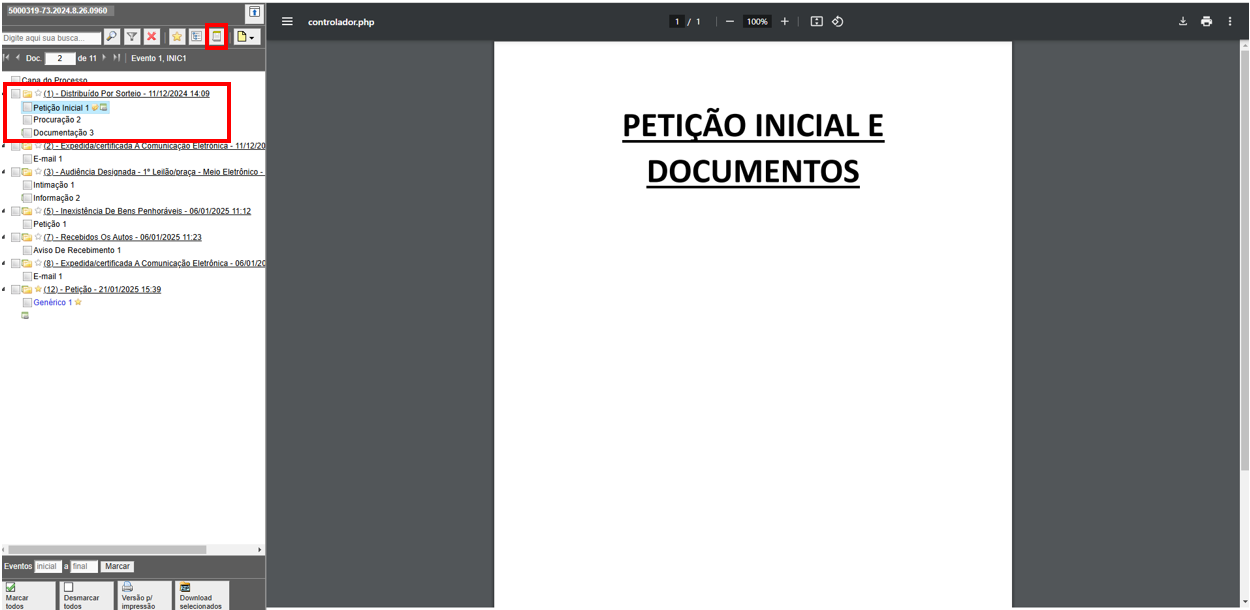 5000319-73.2024.8.26.0960
Digite aqui sua busca...
Doc. 2 de 11 Evento 1, INIC1
Capa do Processo
(1) - Distribuído Por Sorteio - 11/12/2024 14:09
Petição Inicial 1
Procuração 2
Documentação 3
(2) - Expedida/certificada A Comunicação Eletrônica - 11/12/20
E-mail 1
(3) - Audiência Designada - 1º Leilão/praça - Meio Eletrônico -
Intimação 1
Informação 2
(5) - Inexistência De Bens Penhoráveis - 06/01/2025 11:12
Petição 1
(7) - Recebidos Os Autos - 06/01/2025 11:23
Aviso De Recebimento 1
(8) - Expedida/certificada A Comunicação Eletrônica - 06/01/20
E-mail 1
(12) - Petição - 21/01/2025 15:39
Genérico 1
Eventos inicial a final Marcar
Marcar todos
Desmarcar todos
Versão p/ impressão
Download selecionados
controlador.php
1 / 1
100%
PETIÇÃO INICIAL E
DOCUMENTOS